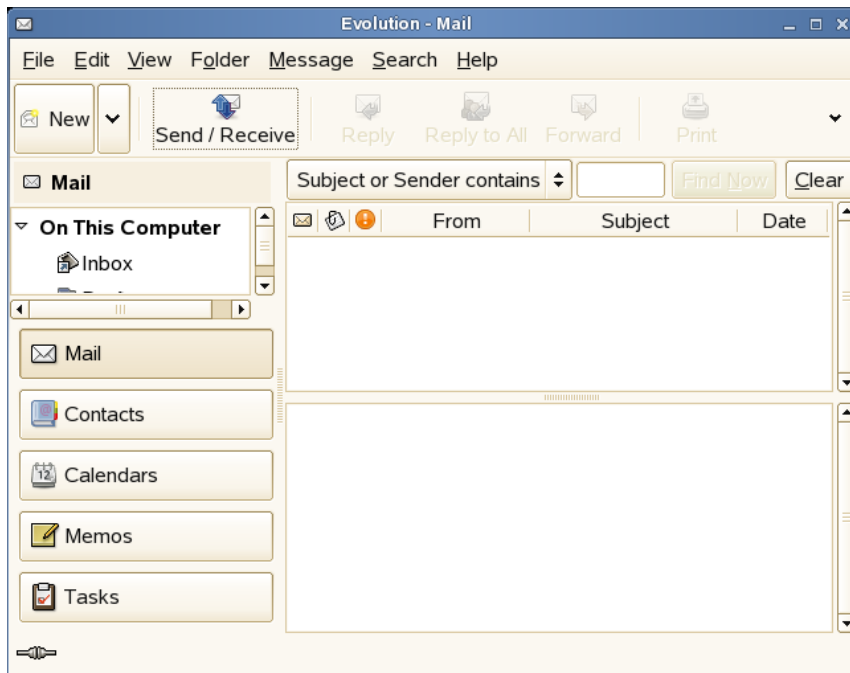 Evolution - Mail
File Edit View Folder Message Search Help
New Send / Receive Reply Reply to All Forward Print
Mail
Subject or Sender contains Find Now Clear
On This Computer
Inbox
From Subject Date
Mail
Contacts
12 Calendars
Memos
Tasks